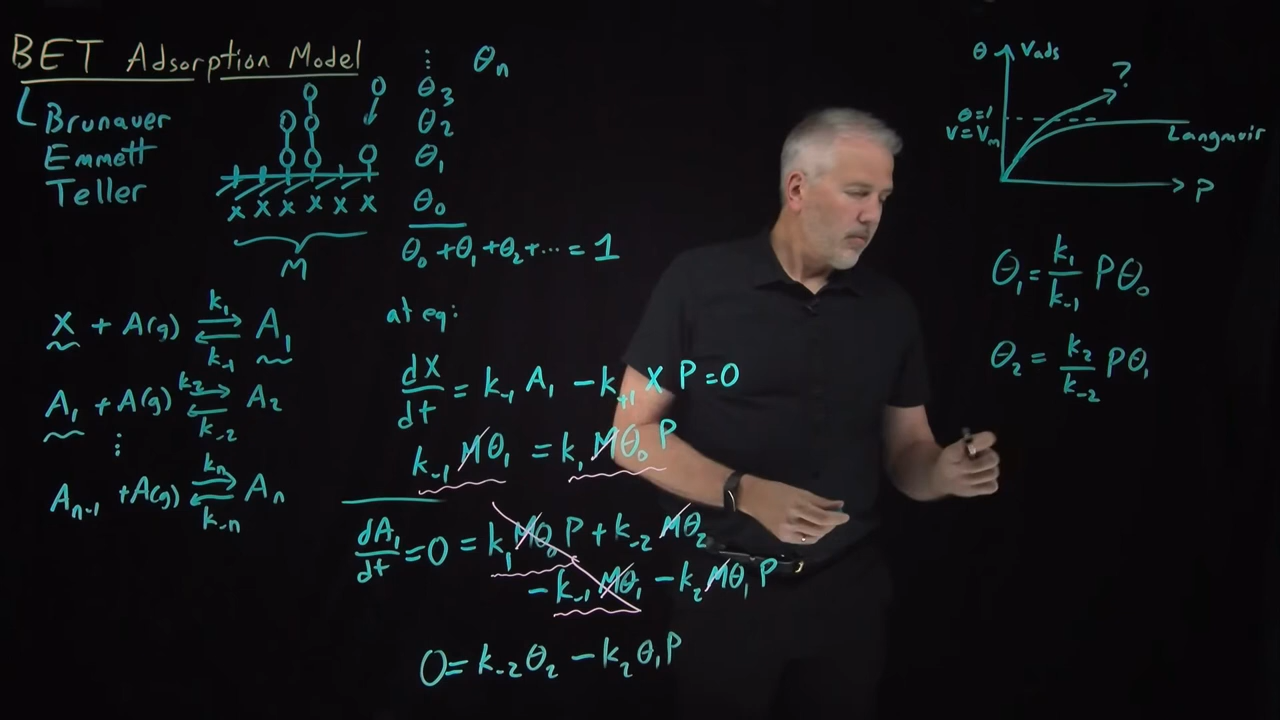 BET Adsorption Model
Brunauer
Emmett
Teller
x x x x x x
M
⋮ θn
θ3
θ2
θ1
θ0
θ0 + θ1 + θ2 + ⋯ = 1
X + A(g) ⇌ A1
k1
k-1
A1 + A(g) ⇌ A2
k2
k-2
⋮
An-1 + A(g) ⇌ An
kn
k-n
at eq:
dX/dt = k-1 A1 - k+1 X P = 0
k-1 Mθ1 = k1 Mθ0 P
dA1/dt = 0 = k1 Mθ0 P + k-2 Mθ2
- k-1 Mθ1 - k2 Mθ1 P
0 = k-2 θ2 - k2 θ1 P
θ Vads
?
θ=1
V=Vm
Langmuir
P
θ1 = k1/k-1 Pθ0
θ2 = k2/k-2 Pθ1